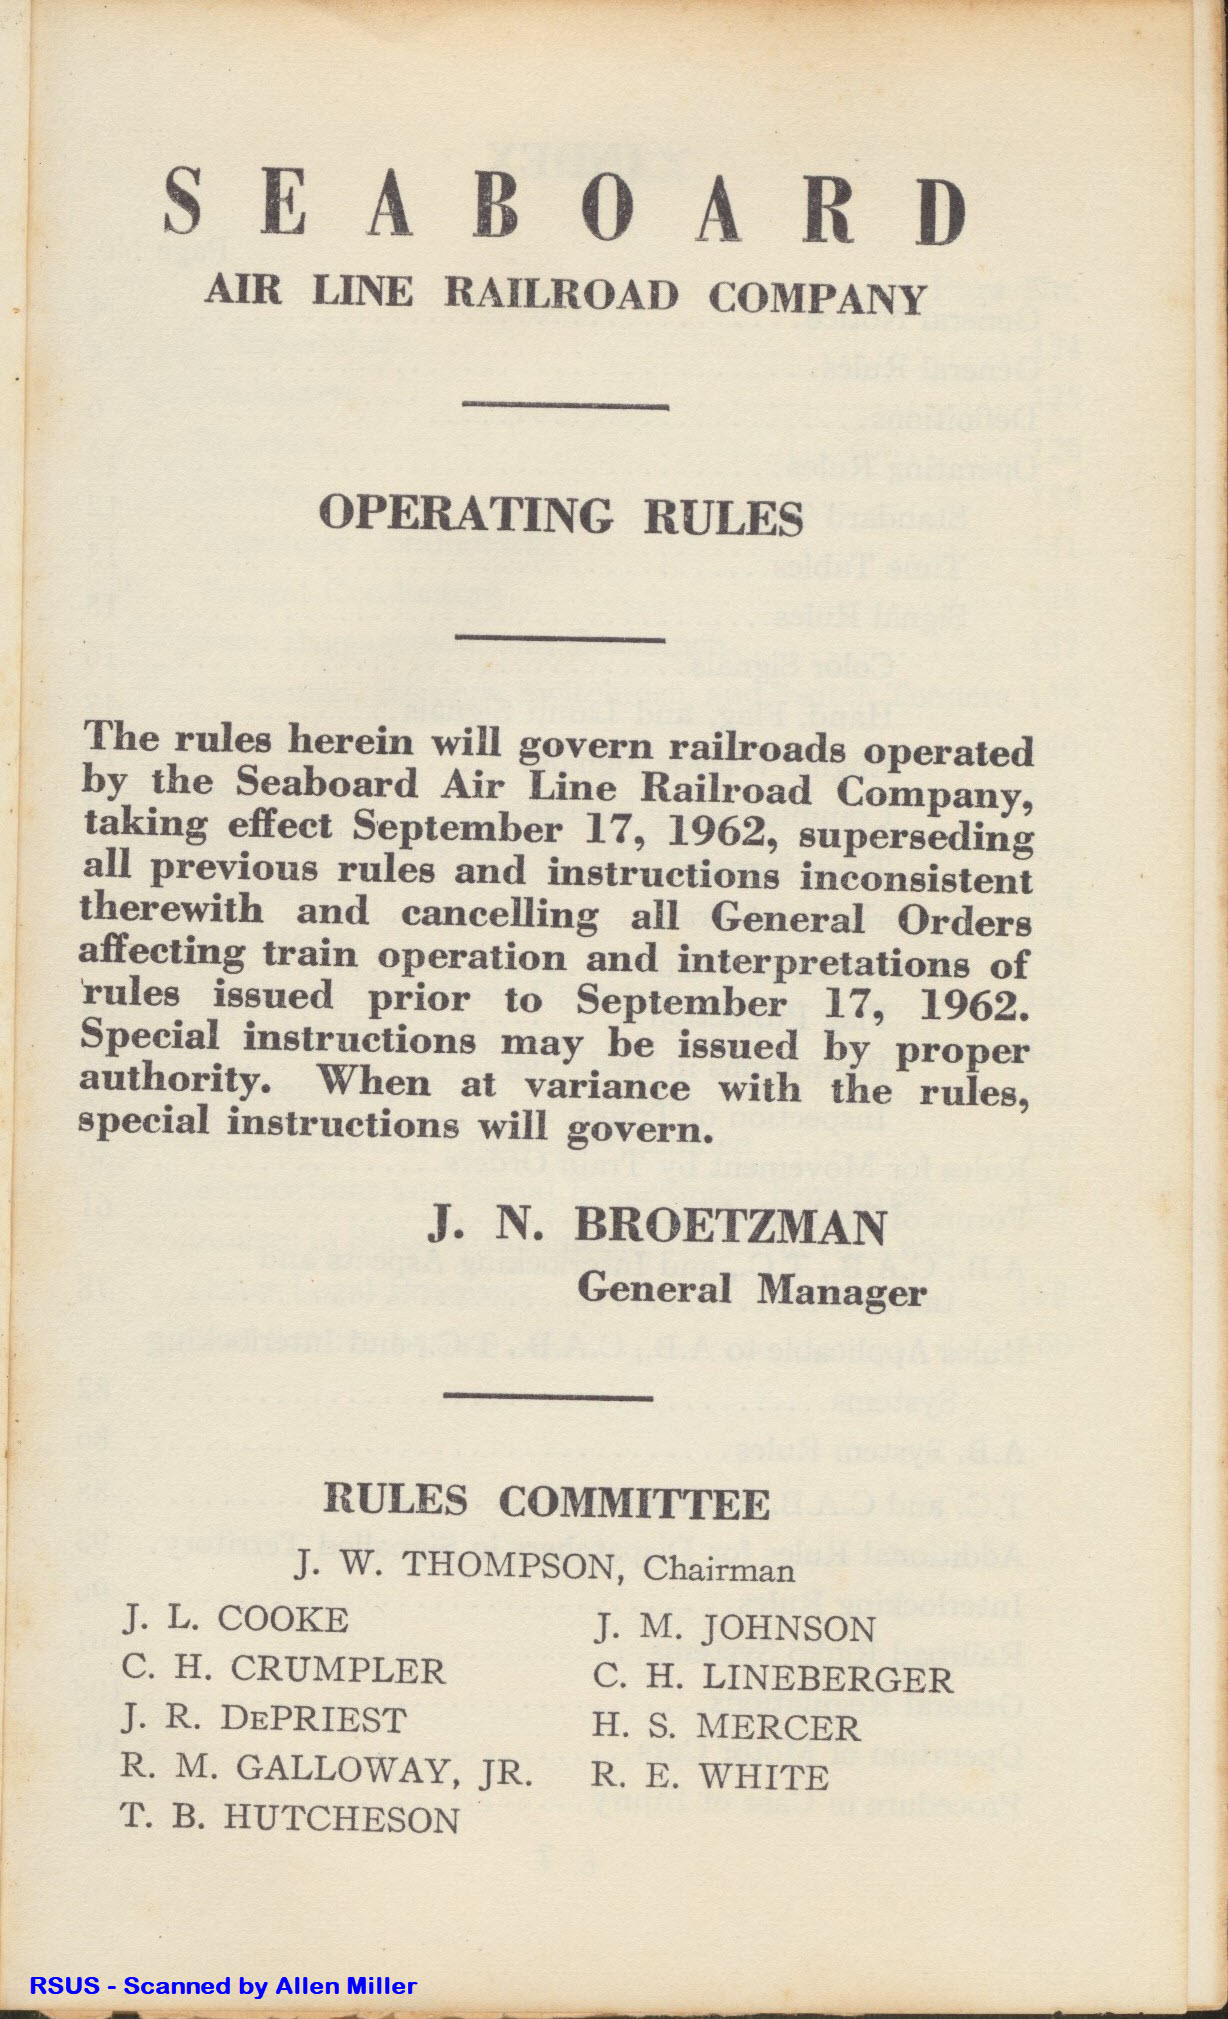 SEABOARD
AIR LINE RAILROAD COMPANY
OPERATING RULES
The rules herein will govern railroads operated
by the Seaboard Air Line Railroad Company,
taking effect September 17, 1962, superseding
all previous rules and instructions inconsistent
therewith and cancelling all General Orders
affecting train operation and interpretations of
rules issued prior to September 17, 1962.
Special instructions may be issued by proper
authority. When at variance with the rules,
special instructions will govern.
J. N. BROETZMAN
General Manager
RULES COMMITTEE
J. W. THOMPSON, Chairman
J. L. COOKE
C. H. CRUMPLER
J. R. DEPRIEST
R. M. GALLOWAY, JR.
T. B. HUTCHESON
J. M. JOHNSON
C. H. LINEBERGER
H. S. MERCER
R. E. WHITE
RSUS - Scanned by Allen Miller